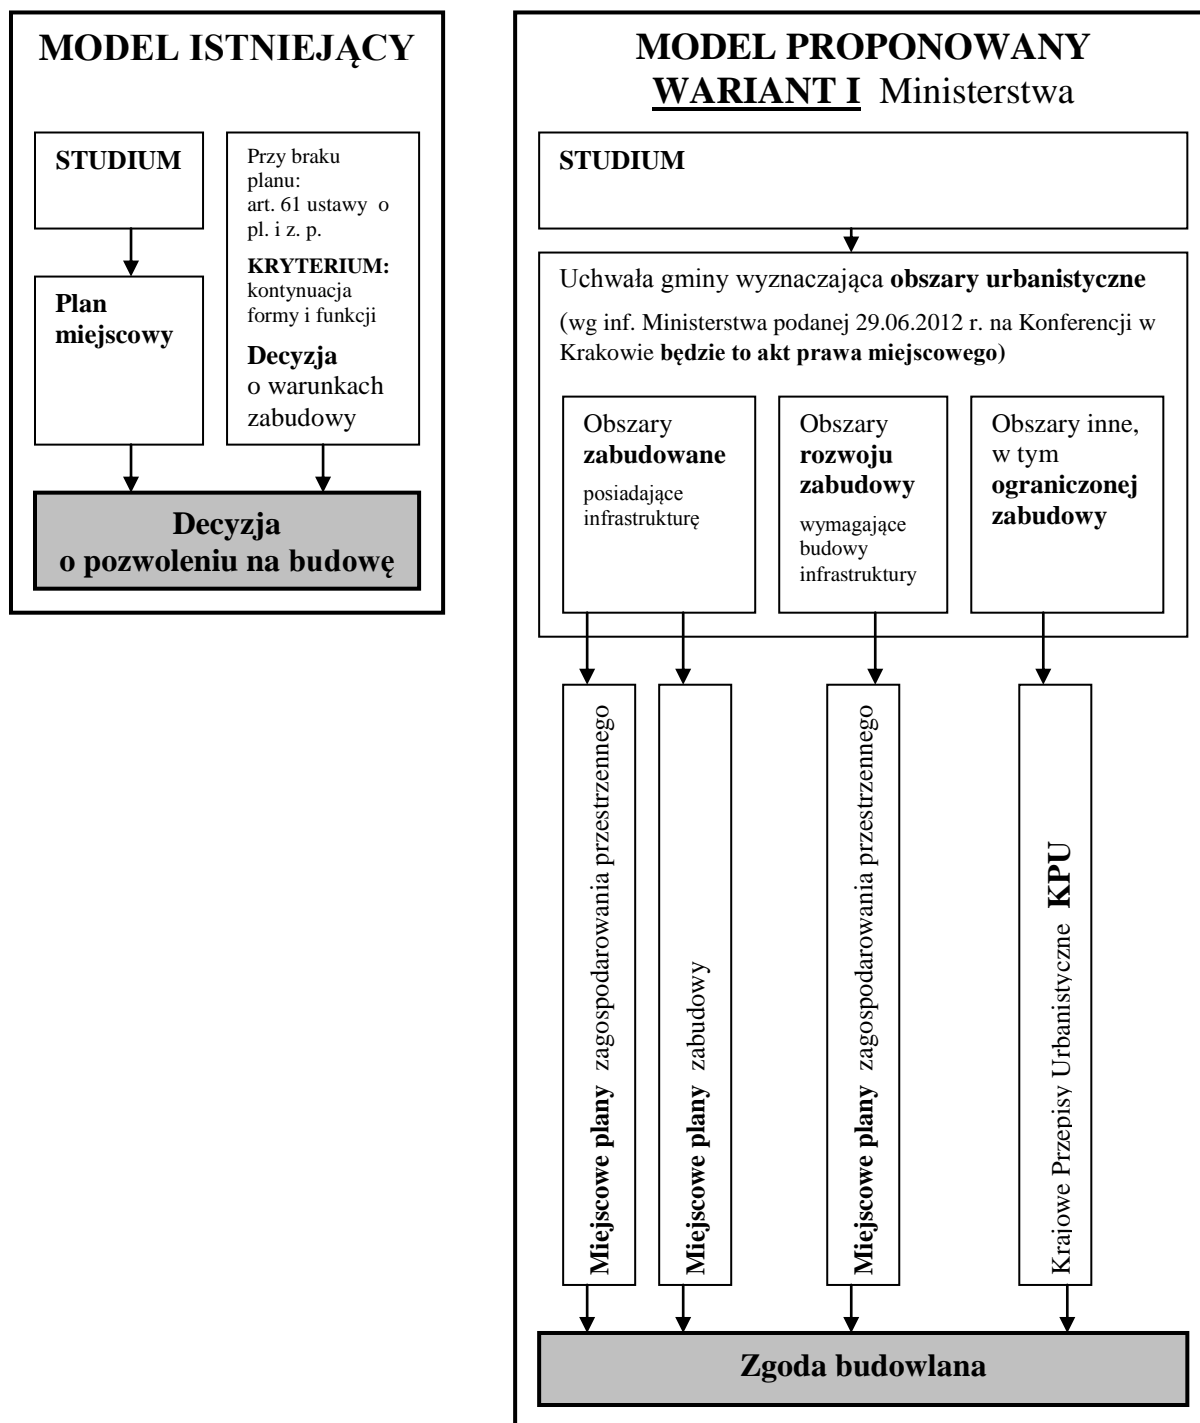 MODEL ISTNIEJĄCY
STUDIUM
Plan
miejscowy
Przy braku
planu:
art. 61 ustawy o
pl. i z. p.
KRYTERIUM:
kontynuacja
formy i funkcji
Decyzja
o warunkach
zabudowy
Decyzja
o pozwoleniu na budowę
MODEL PROPONOWANY
WARIANT I Ministerstwa
STUDIUM
Uchwała gminy wyznaczająca obszary urbanistyczne
(wg inf. Ministerstwa podanej 29.06.2012 r. na Konferencji w
Krakowie będzie to akt prawa miejscowego)
Obszary
zabudowane
posiadające
infrastrukturę
Obszary
rozwoju
zabudowy
wymagające
budowy
infrastruktury
Obszary inne,
w tym
ograniczonej
zabudowy
Miejscowe plany zagospodarowania przestrzennego
Miejscowe plany zabudowy
Miejscowe plany zagospodarowania przestrzennego
Krajowe Przepisy Urbanistyczne KPU
Zgoda budowlana